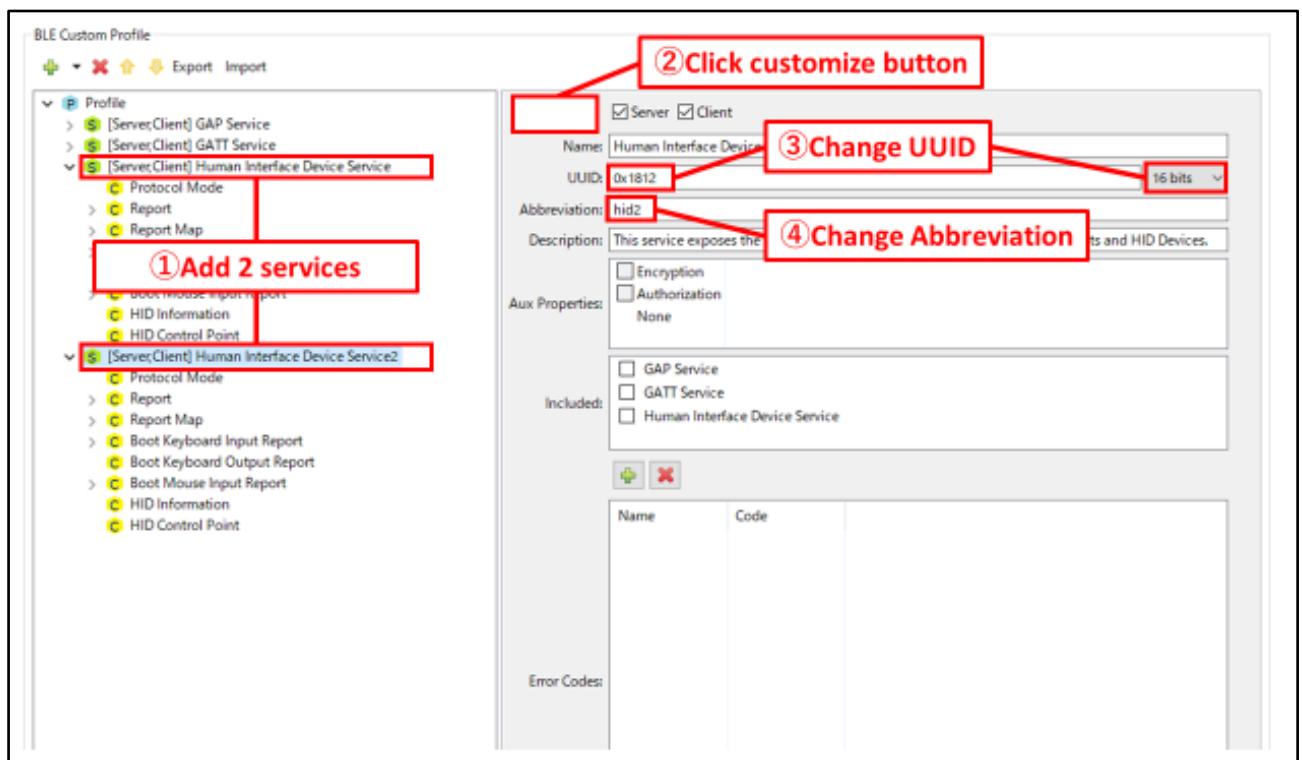 BLE Custom Profile
Export Import
②Click customize button
Profile
[Server,Client] GAP Service
[Server,Client] GATT Service
[Server,Client] Human Interface Device Service
Protocol Mode
Report
Report Map
①Add 2 services
Boot Mouse Input Report
HID Information
HID Control Point
[Server,Client] Human Interface Device Service2
Protocol Mode
Report
Report Map
Boot Keyboard Input Report
Boot Keyboard Output Report
Boot Mouse Input Report
HID Information
HID Control Point
Server Client
Name: Human Interface Device
③Change UUID
UUID: 0x1812 16 bits
Abbreviation: hid2
④Change Abbreviation
Description: This service exposes the ts and HID Devices.
Aux Properties:
Encryption
Authorization
None
Included:
GAP Service
GATT Service
Human Interface Device Service
Name Code
Error Codes: